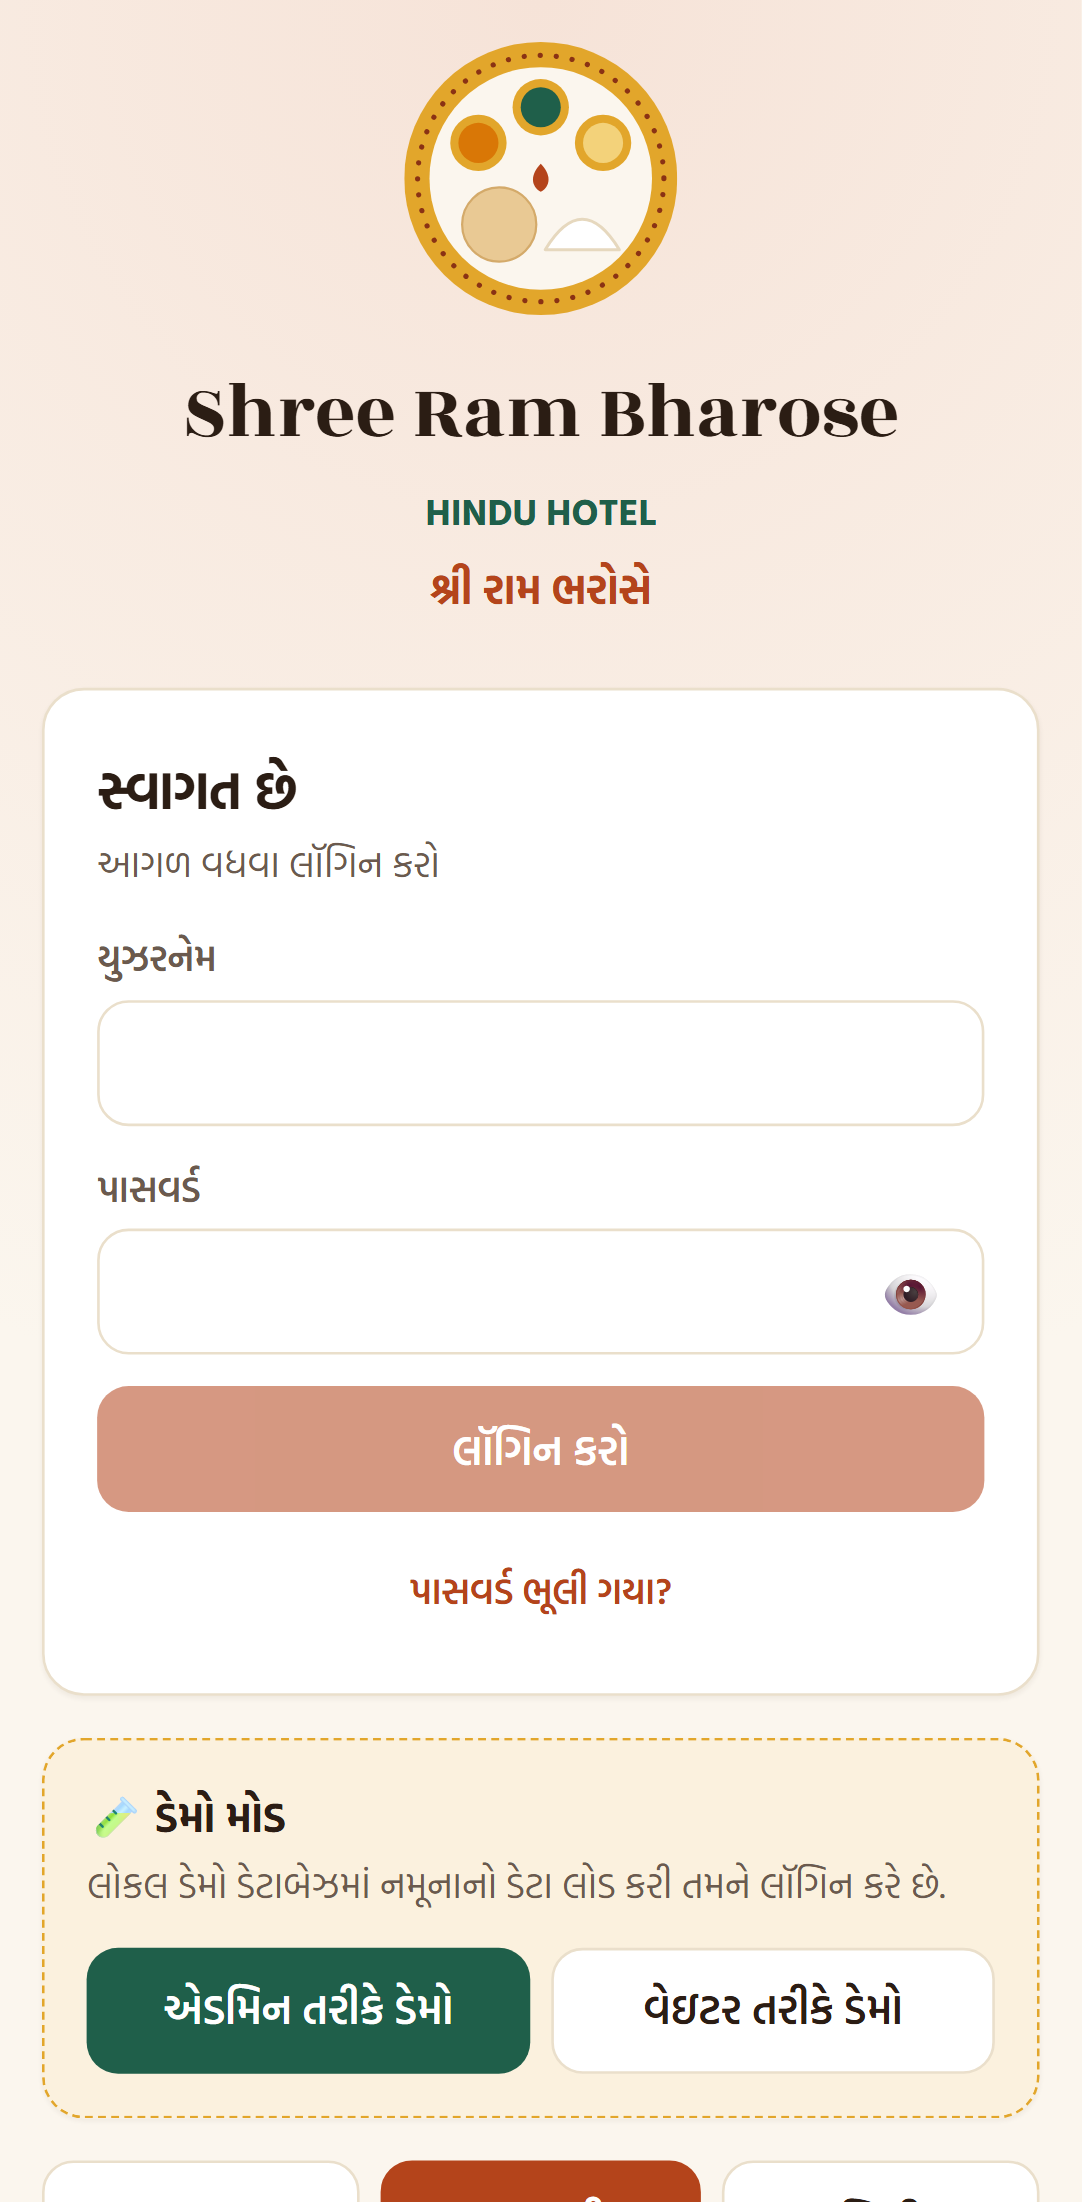 Shree Ram Bharose
HINDU HOTEL
શ્રી રામ ભરોસે
સ્વાગત છે
આગળ વધવા લૉગિન કરો
યુઝરનેમ
પાસવર્ડ
લૉગિન કરો
પાસવર્ડ ભૂલી ગયા?
ડેમો મોડ
લોકલ ડેમો ડેટાબેઝમાં નમૂનાનો ડેટા લોડ કરી તમને લૉગિન કરે છે.
એડમિન તરીકે ડેમો
વેઇટર તરીકે ડેમો